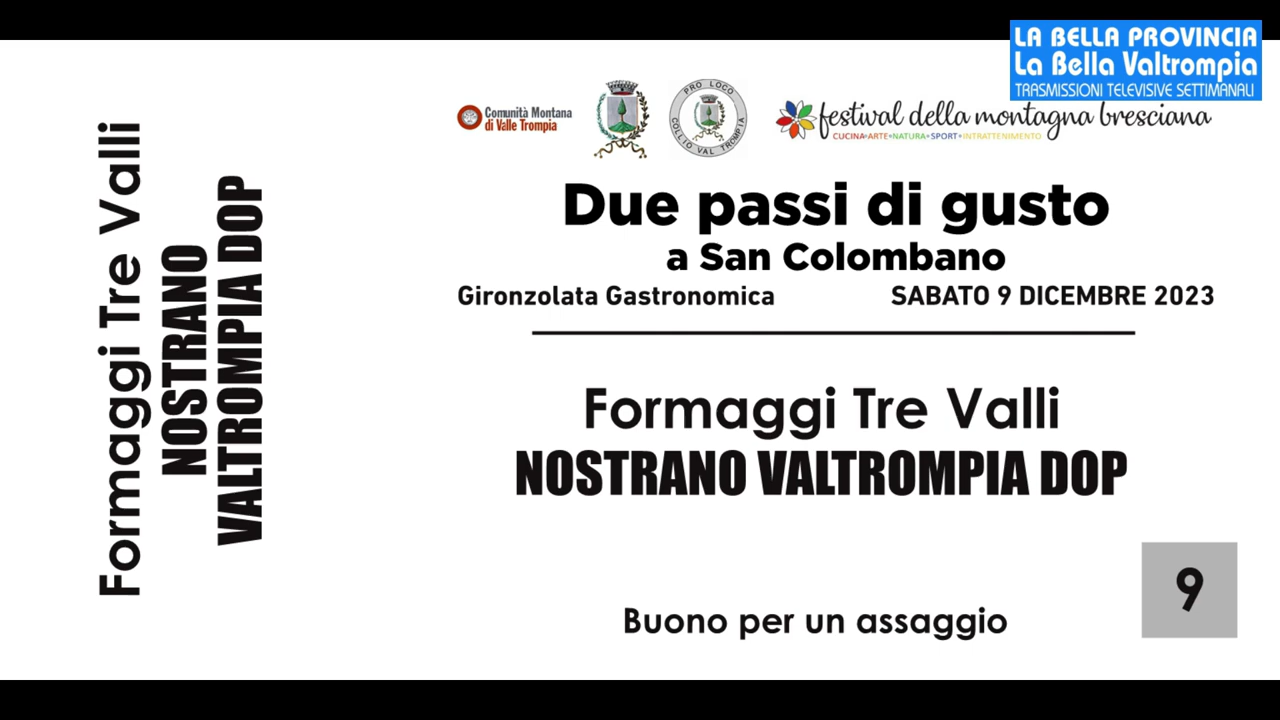 LA BELLA PROVINCIA
La Bella Valtrompia
TRASMISSIONI TELEVISIVE SETTIMANALI
Formaggi Tre Valli
NOSTRANO
VALTROMPIA DOP
Comunità Montana
di Valle Trompia
PRO LOCO
COLLIO VAL TROMPIA
festival della montagna bresciana
CUCINA•ARTE•NATURA•SPORT•INTRATTENIMENTO
Due passi di gusto
a San Colombano
Gironzolata Gastronomica SABATO 9 DICEMBRE 2023
Formaggi Tre Valli
NOSTRANO VALTROMPIA DOP
9
Buono per un assaggio